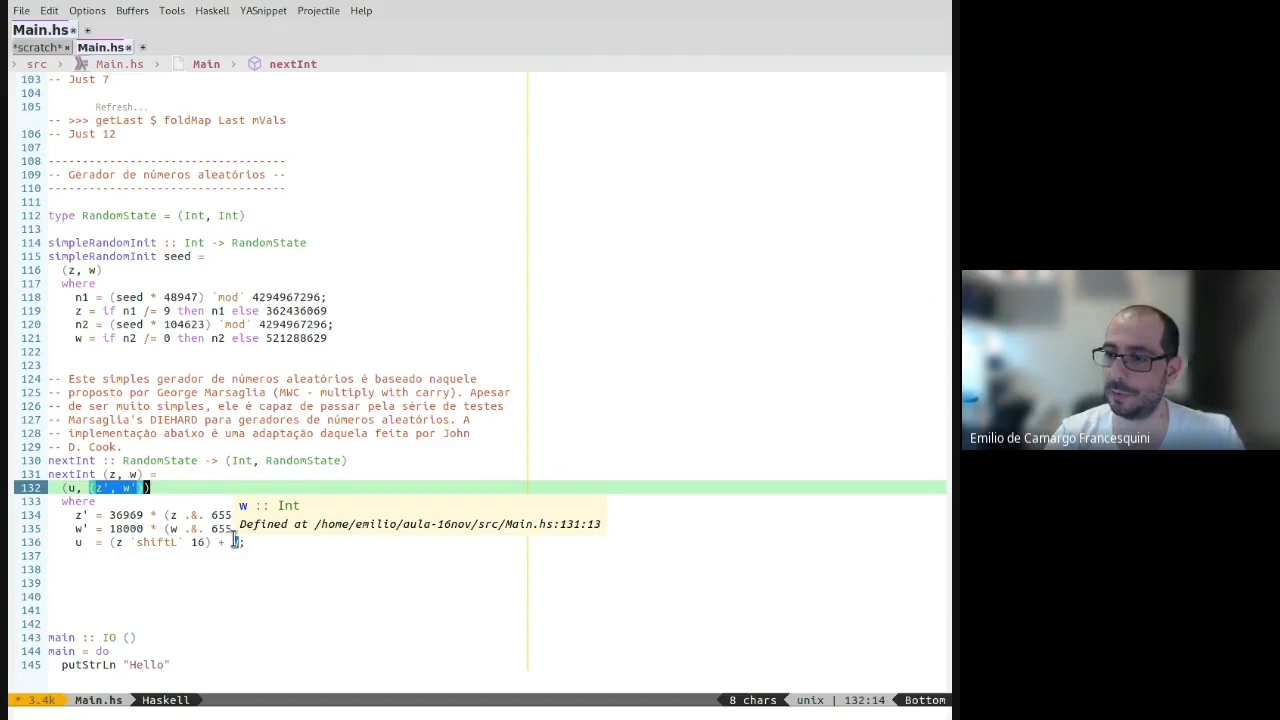 File Edit Options Buffers Tools Haskell YASnippet Projectile Help
Main.hs
*scratch* Main.hs
src Main.hs Main nextInt
103 -- Just 7
104
105 Refresh...
-- >>> getLast $ foldMap Last mVals
106 -- Just 12
107
108 -----------------------------------
109 -- Gerador de números aleatórios --
110 -----------------------------------
111
112 type RandomState = (Int, Int)
113
114 simpleRandomInit :: Int -> RandomState
115 simpleRandomInit seed =
116 (z, w)
117 where
118 n1 = (seed * 48947) `mod` 4294967296;
119 z = if n1 /= 9 then n1 else 362436069
120 n2 = (seed * 104623) `mod` 4294967296;
121 w = if n2 /= 0 then n2 else 521288629
122
123
124 -- Este simples gerador de números aleatórios é baseado naquele
125 -- proposto por George Marsaglia (MWC - multiply with carry). Apesar
126 -- de ser muito simples, ele é capaz de passar pela série de testes
127 -- Marsaglia's DIEHARD para geradores de números aleatórios. A
128 -- implementação abaixo é uma adaptação daquela feita por John
129 -- D. Cook.
130 nextInt :: RandomState -> (Int, RandomState)
131 nextInt (z, w) =
132 (u, (z', w'))
133 where
134 z' = 36969 * (z .&. 655
135 w' = 18000 * (w .&. 655
136 u = (z `shiftL` 16) + ;
w :: Int
Defined at /home/emilio/aula-16nov/src/Main.hs:131:13
137
138
139
140
141
142
143 main :: IO ()
144 main = do
145 putStrLn "Hello"
* 3.4k Main.hs Haskell 8 chars unix 132:14 Bottom
Emilio de Camargo Francesquini